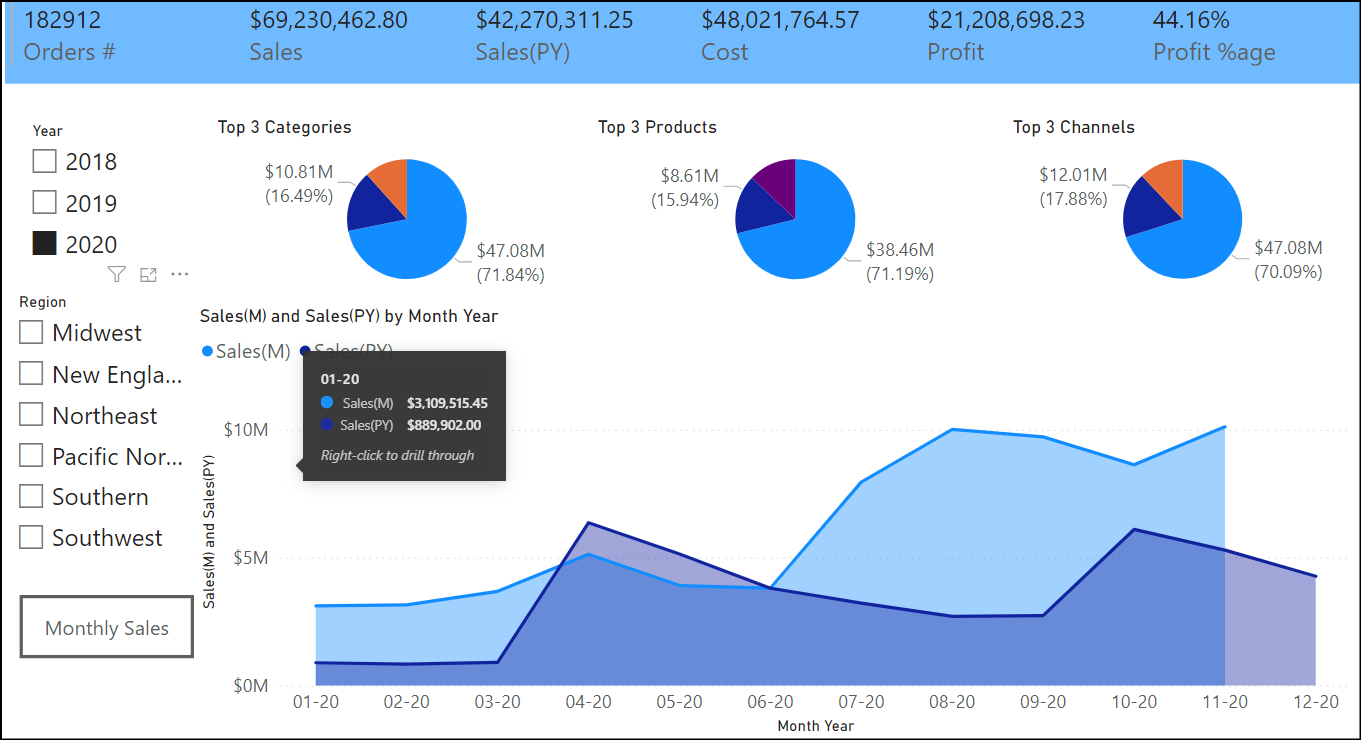 182912
Orders #
$69,230,462.80
Sales
$42,270,311.25
Sales(PY)
$48,021,764.57
Cost
$21,208,698.23
Profit
44.16%
Profit %age
Year
2018
2019
2020
Region
Midwest
New Engla...
Northeast
Pacific Nor...
Southern
Southwest
Monthly Sales
Top 3 Categories
$10.81M
(16.49%)
$47.08M
(71.84%)
Top 3 Products
$8.61M
(15.94%)
$38.46M
(71.19%)
Top 3 Channels
$12.01M
(17.88%)
$47.08M
(70.09%)
Sales(M) and Sales(PY) by Month Year
Sales(M) Sales(PY)
01-20
Sales(M) $3,109,515.45
Sales(PY) $889,902.00
Right-click to drill through
Sales(M) and Sales(PY)
$10M
$5M
$0M
01-20 02-20 03-20 04-20 05-20 06-20 07-20 08-20 09-20 10-20 11-20 12-20
Month Year